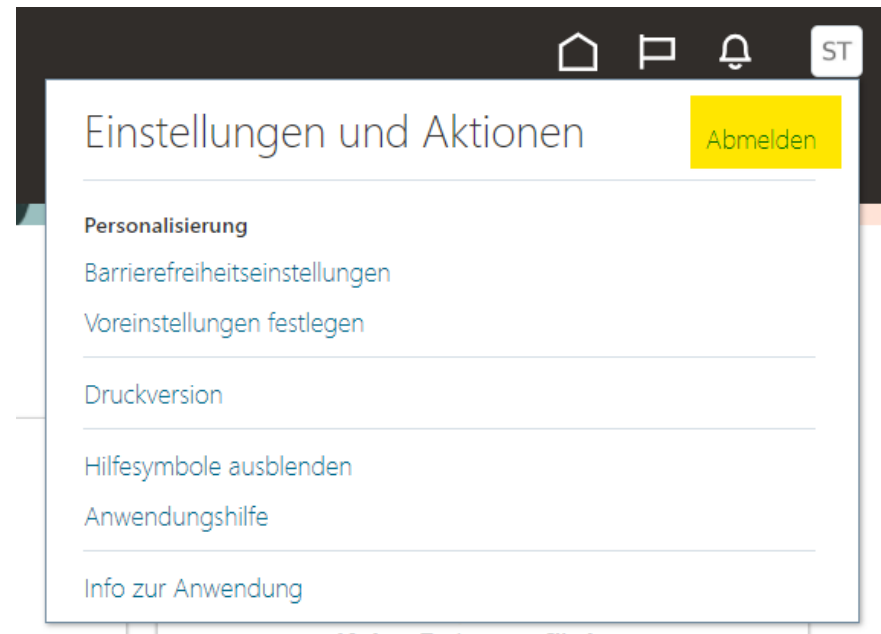 ST
Einstellungen und Aktionen
Abmelden
Personalisierung
Barrierefreiheitseinstellungen
Voreinstellungen festlegen
Druckversion
Hilfesymbole ausblenden
Anwendungshilfe
Info zur Anwendung